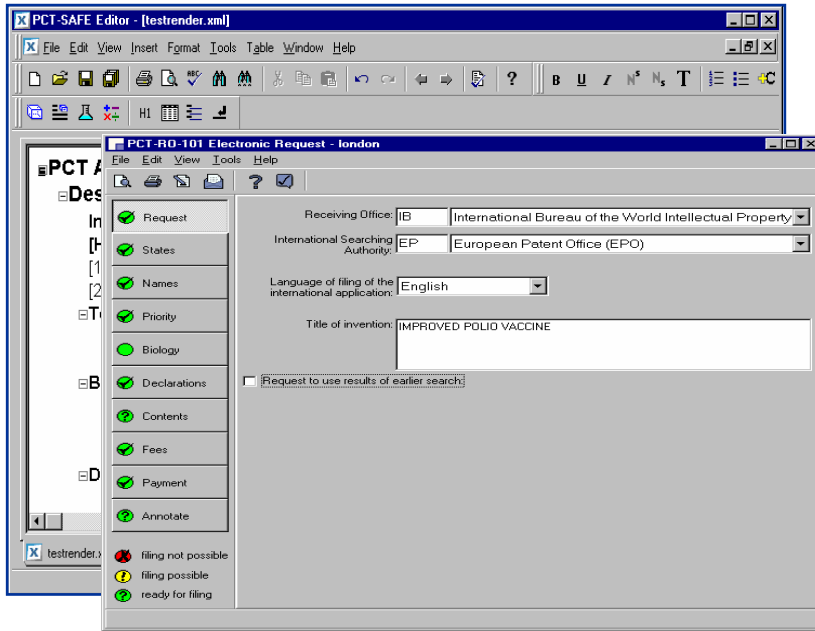 PCT-SAFE Editor - [testrender.xml]
File Edit View Insert Format Tools Table Window Help
ABC ? B U I N^S N_S T C
H1
PCT A
Des
In
[H
[1
[2
Te
B
D
testrender.x
PCT-RO-101 Electronic Request - london
File Edit View Tools Help
?
Request
States
Names
Priority
Biology
Declarations
Contents
Fees
Payment
Annotate
filing not possible
filing possible
ready for filing
Receiving Office: IB International Bureau of the World Intellectual Property
International Searching
Authority: EP European Patent Office (EPO)
Language of filing of the
international application: English
Title of invention: IMPROVED POLIO VACCINE
Request to use results of earlier search: